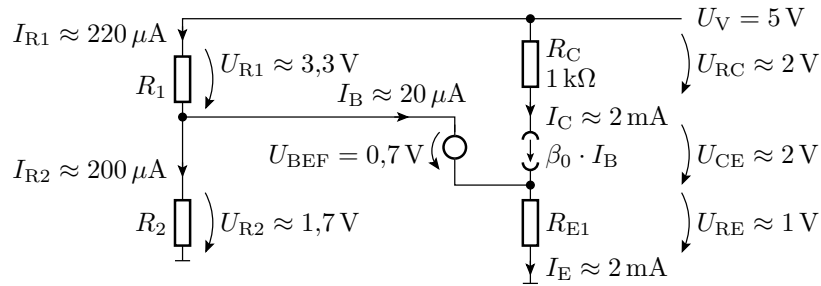 U_V = 5 V
I_R1 ≈ 220 μA
R_C
U_R1 ≈ 3,3 V
U_RC ≈ 2 V
R_1
1 kΩ
I_B ≈ 20 μA
I_C ≈ 2 mA
U_BEF = 0,7 V
β_0 · I_B
U_CE ≈ 2 V
I_R2 ≈ 200 μA
R_2
U_R2 ≈ 1,7 V
R_E1
U_RE ≈ 1 V
I_E ≈ 2 mA